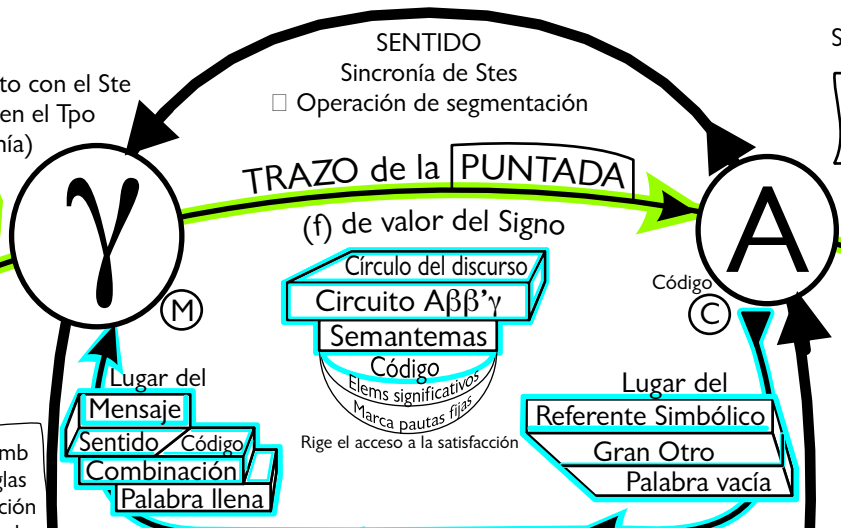 SENTIDO
Sincronía de Stes
□ Operación de segmentación
S
to con el Ste
en el Tpo
nía)
γ
TRAZO de la PUNTADA
A
(f) de valor del Signo
Círculo del discurso
Circuito Aββ’γ
Semantemas
Código
Elems significativos
Marca pautas fijas
Rige el acceso a la satisfacción
M
Código
C
Lugar del
Mensaje
Sentido Código
Combinación
Palabra llena
Lugar del
Referente Simbólico
Gran Otro
Palabra vacía
mb
glas
ción